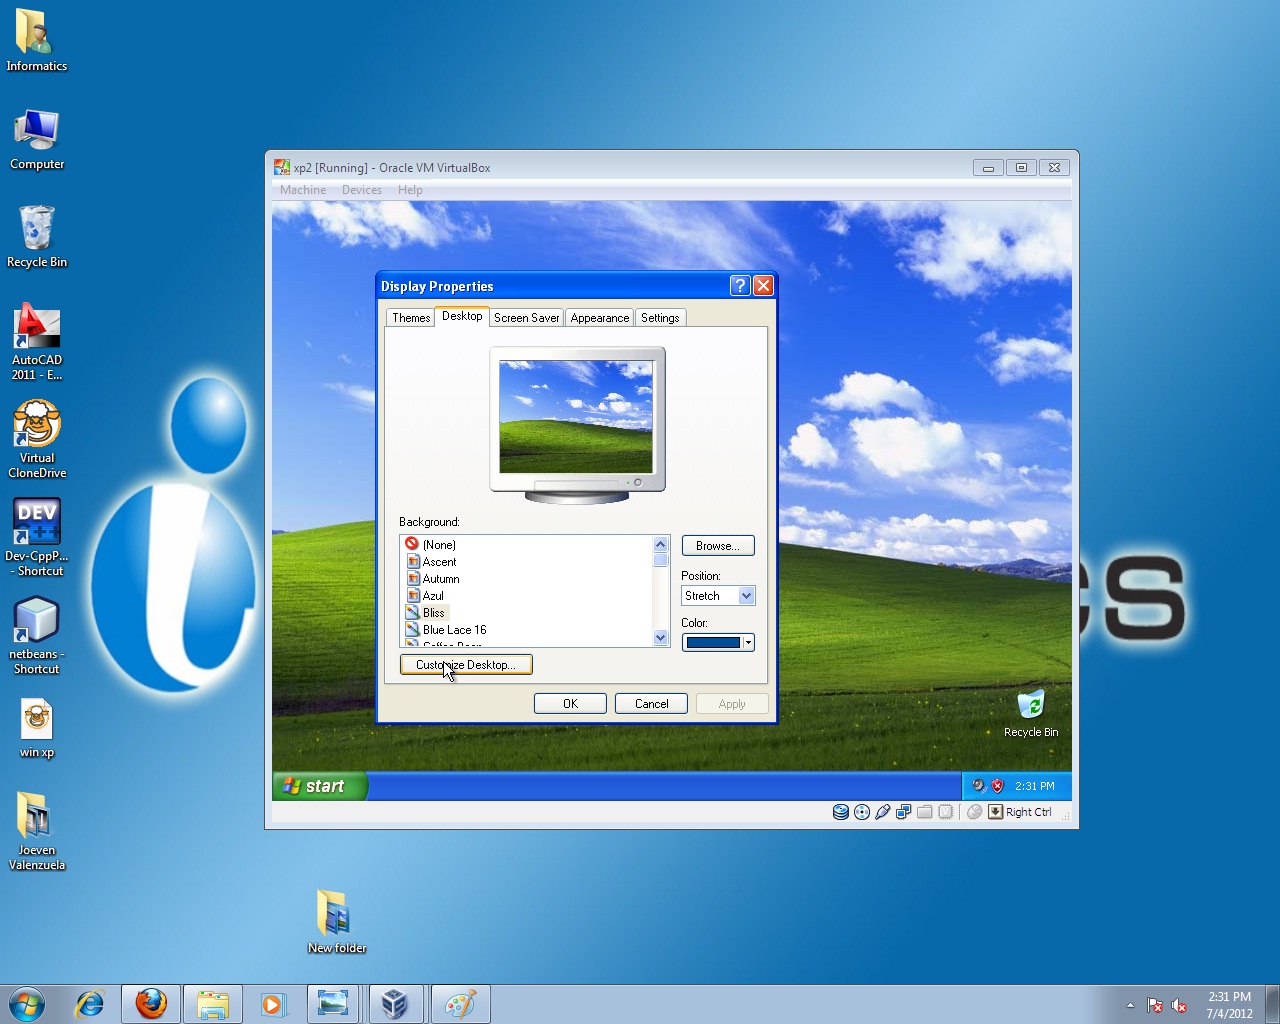 Informatics
Computer
Recycle Bin
AutoCAD
2011 - E...
Virtual
CloneDrive
DEV
Dev-CppP...
- Shortcut
netbeans -
Shortcut
win xp
Joeven
Valenzuela
New folder
xp2 [Running] - Oracle VM VirtualBox
Machine Devices Help
Display Properties
Themes Desktop Screen Saver Appearance Settings
Background:
(None)
Ascent
Autumn
Azul
Bliss
Blue Lace 16
Browse...
Position:
Stretch
Color:
Customize Desktop...
OK Cancel Apply
Recycle Bin
start
2:31 PM
Right Ctrl
cs
2:31 PM
7/4/2012